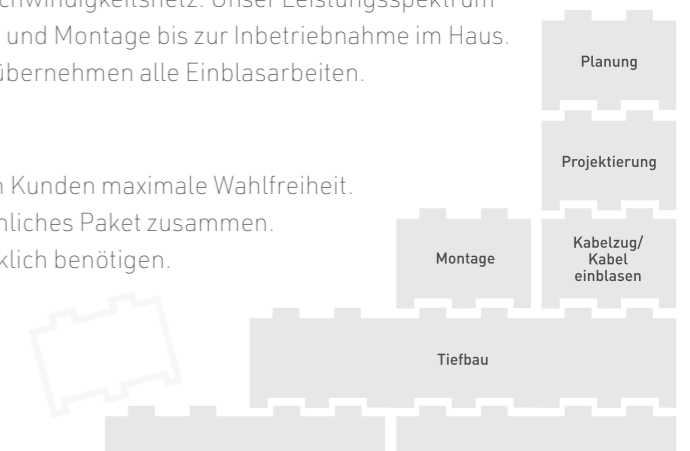 chwindigkeitsnetz. Unser Leistungsspektrum
und Montage bis zur Inbetriebnahme im Haus.
übernehmen alle Einblasarbeiten.
n Kunden maximale Wahlfreiheit.
nliches Paket zusammen.
klich benötigen.
Planung
Projektierung
Montage
Kabelzug/
Kabel
einblasen
Tiefbau